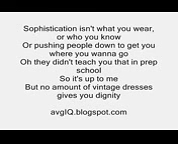 Sophistication isn't what you wear,
or who you know
Or pushing people down to get you
where you wanna go
Oh they didn't teach you that in prep
school
So it's up to me
But no amount of vintage dresses
gives you dignity
avgIQ.blogspot.com